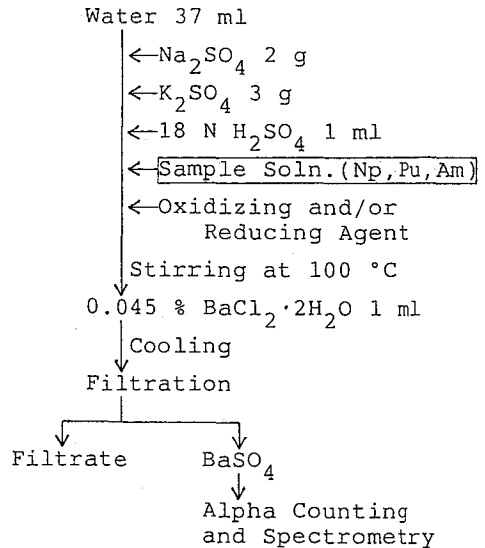 Water 37 ml
←Na₂SO₄ 2 g
←K₂SO₄ 3 g
←18 N H₂SO₄ 1 ml
←Sample Soln.(Np,Pu,Am)
←Oxidizing and/or
Reducing Agent
Stirring at 100 °C
0.045 % BaCl₂·2H₂O 1 ml
Cooling
Filtration
Filtrate BaSO₄
Alpha Counting
and Spectrometry